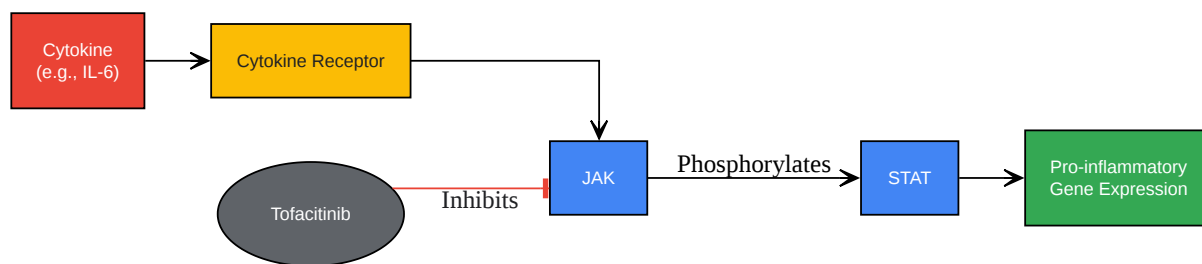 Cytokine
(e.g., IL-6)
Cytokine Receptor
Tofacitinib
Inhibits
JAK
Phosphorylates
STAT
Pro-inflammatory
Gene Expression